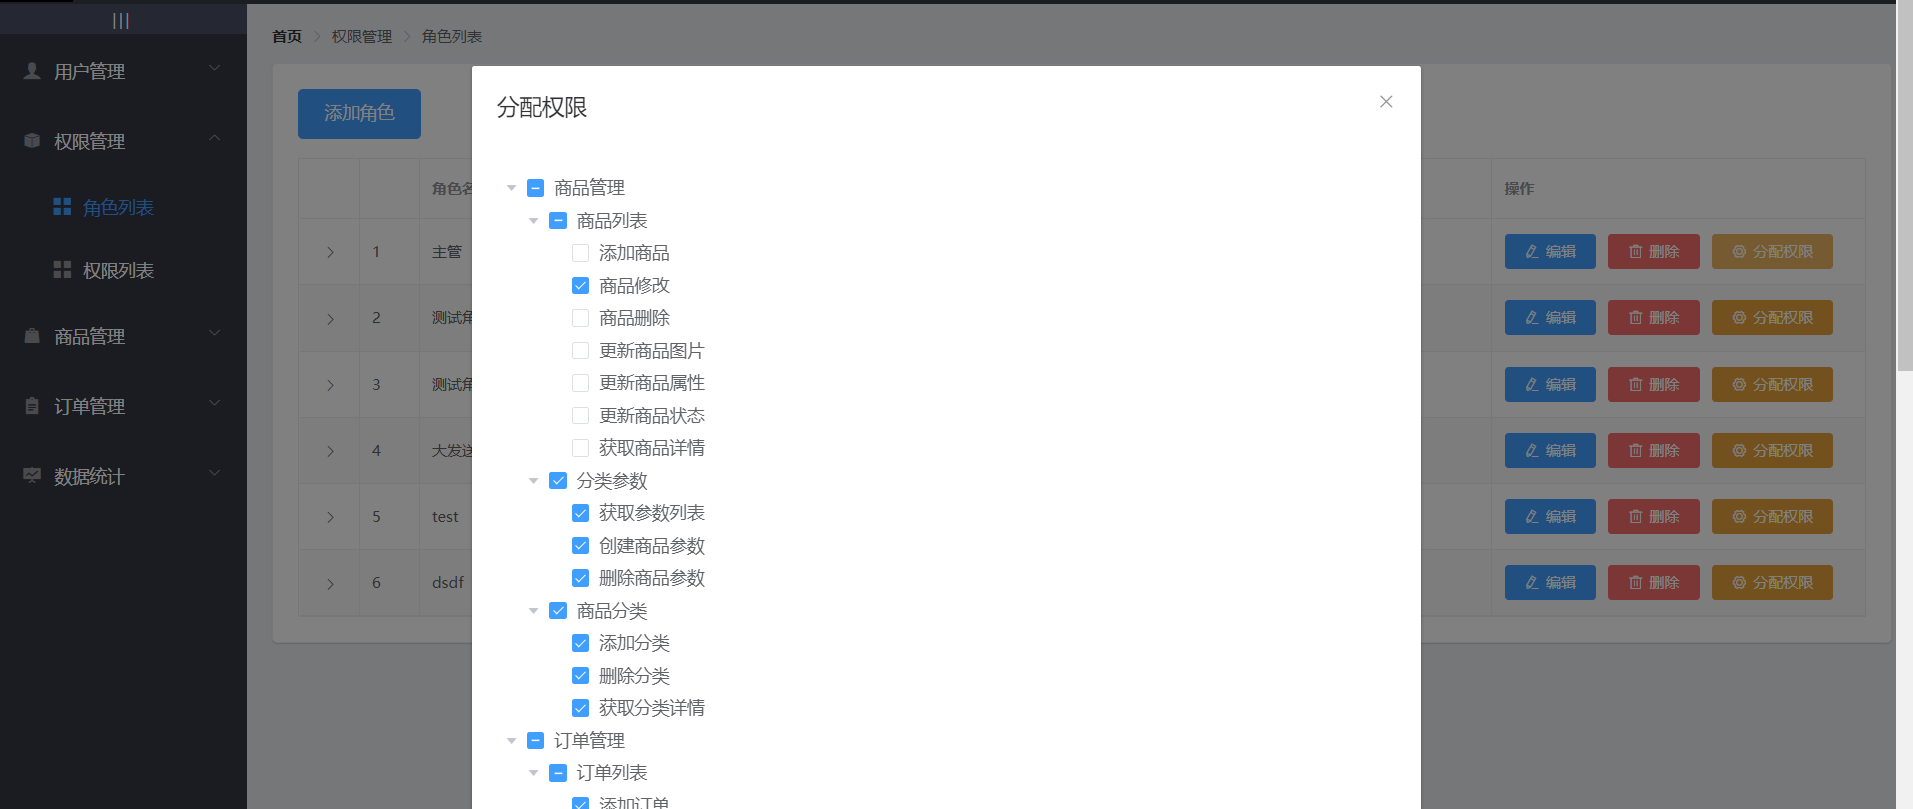 |||
用户管理
权限管理
角色列表
权限列表
商品管理
订单管理
数据统计
首页 > 权限管理 > 角色列表
添加角色
角色 操作
1 主管 编辑 删除 分配权限
2 测试 编辑 删除 分配权限
3 测试 编辑 删除 分配权限
4 大发送 编辑 删除 分配权限
5 test 编辑 删除 分配权限
6 dsdf 编辑 删除 分配权限
分配权限
商品管理
商品列表
添加商品
商品修改
商品删除
更新商品图片
更新商品属性
更新商品状态
获取商品详情
分类参数
获取参数列表
创建商品参数
删除商品参数
商品分类
添加分类
删除分类
获取分类详情
订单管理
订单列表
添加订单